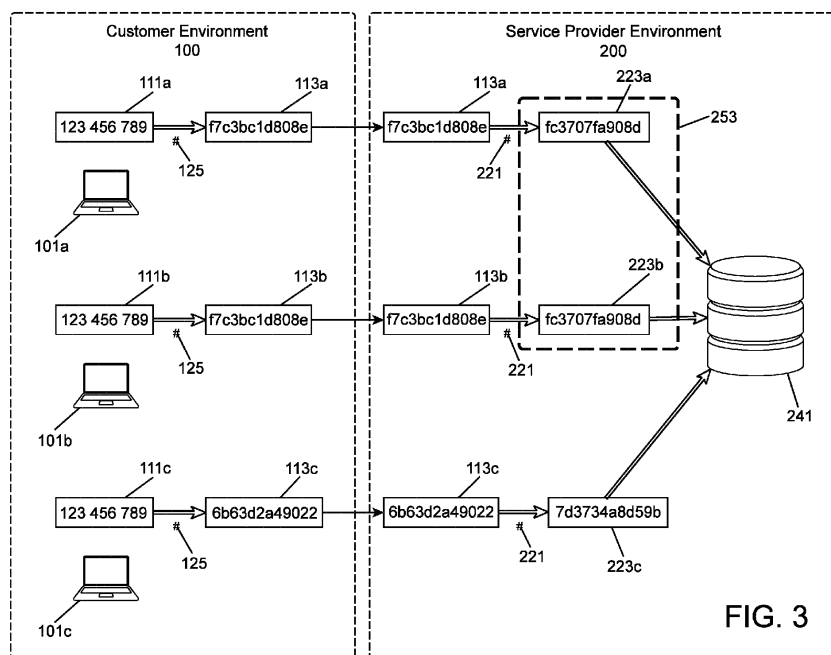 Customer Environment
100
Service Provider Environment
200
111a
113a
113a
223a
253
123 456 789
f7c3bc1d808e
f7c3bc1d808e
fc3707fa908d
#
125
#
221
101a
111b
113b
113b
223b
123 456 789
f7c3bc1d808e
f7c3bc1d808e
fc3707fa908d
#
125
#
221
101b
241
111c
113c
113c
123 456 789
6b63d2a49022
6b63d2a49022
7d3734a8d59b
#
125
#
221
223c
101c
FIG. 3